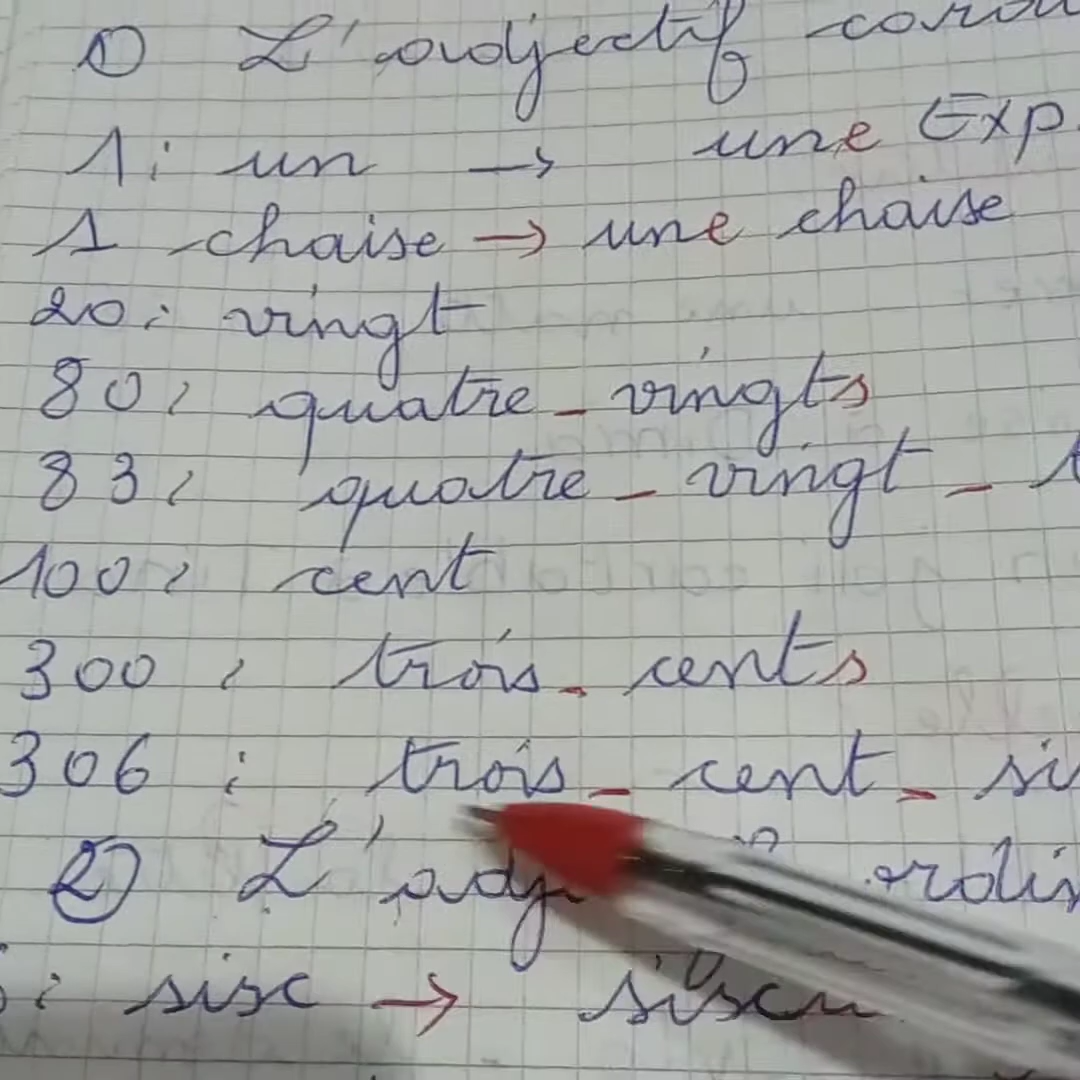 1) L'adjectif
1 : un → une Exp
1 chaise → une chaise
20 : vingt
80 : quatre-vingts
83 : quatre-vingt-
100 : cent
300 : trois-cents
306 : trois-cent-
2) L'
: six →